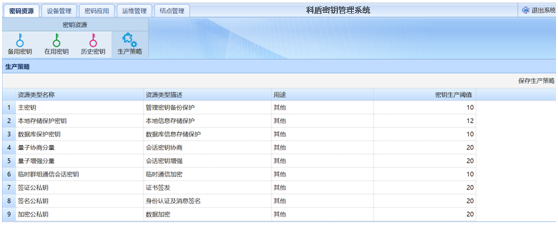 密码资源 设备管理 密码应用 运维管理 结点管理 科盾密钥管理系统 退出系统
密钥资源
备用密钥 在用密钥 历史密钥 生产策略
生产策略
保存生产策略
资源类型名称 资源类型描述 用途 密钥生产阈值
1 主密钥 管理密钥备份保护 其他 10
2 本地存储保护密钥 本地信息存储保护 其他 12
3 数据库保护密钥 数据库信息存储保护 其他 10
4 量子协商分量 会话密钥协商 其他 20
5 量子增强分量 会话密钥增强 其他 20
6 临时群组通信会话密钥 临时通信加密 其他 10
7 签证公私钥 证书签发 其他 20
8 签名公私钥 身份认证及消息签名 其他 20
9 加密公私钥 数据加密 其他 20